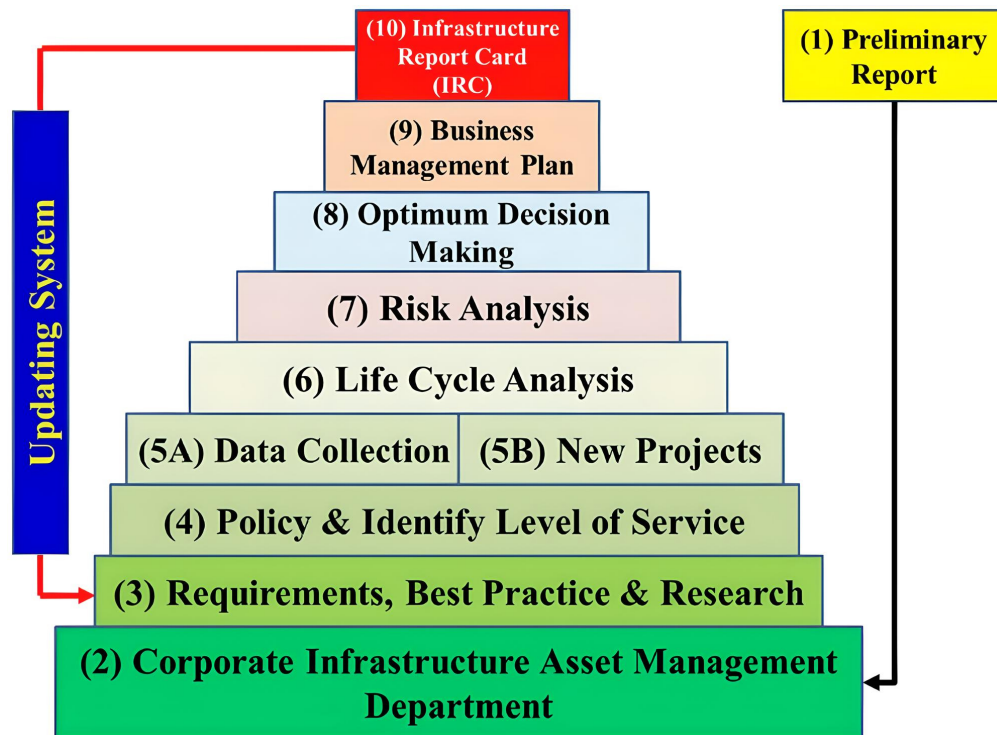 (10) Infrastructure
Report Card
(IRC)
(1) Preliminary
Report
(9) Business
Management Plan
(8) Optimum Decision
Making
(7) Risk Analysis
(6) Life Cycle Analysis
(5A) Data Collection
(5B) New Projects
(4) Policy & Identify Level of Service
(3) Requirements, Best Practice & Research
(2) Corporate Infrastructure Asset Management
Department
Updating System